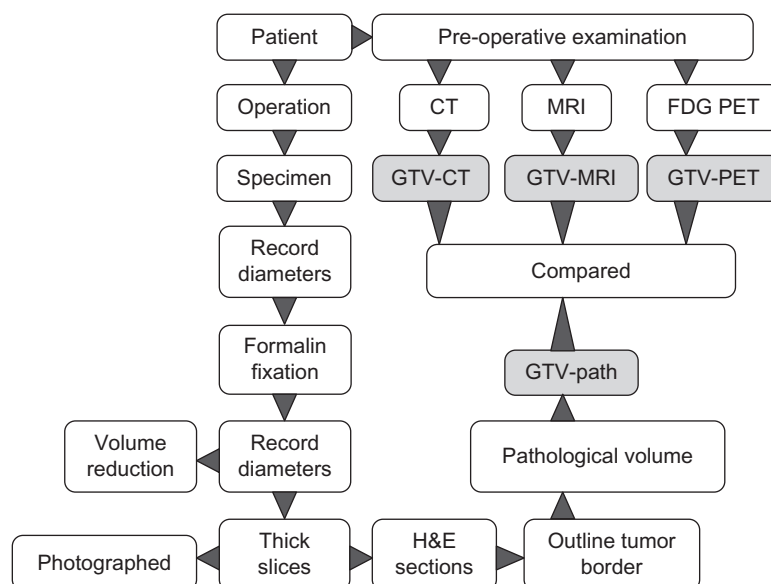 Patient
Pre-operative examination
Operation
CT
MRI
FDG PET
Specimen
GTV-CT
GTV-MRI
GTV-PET
Record
diameters
Compared
Formalin
fixation
GTV-path
Volume
reduction
Record
diameters
Pathological volume
Photographed
Thick
slices
H&E
sections
Outline tumor
border